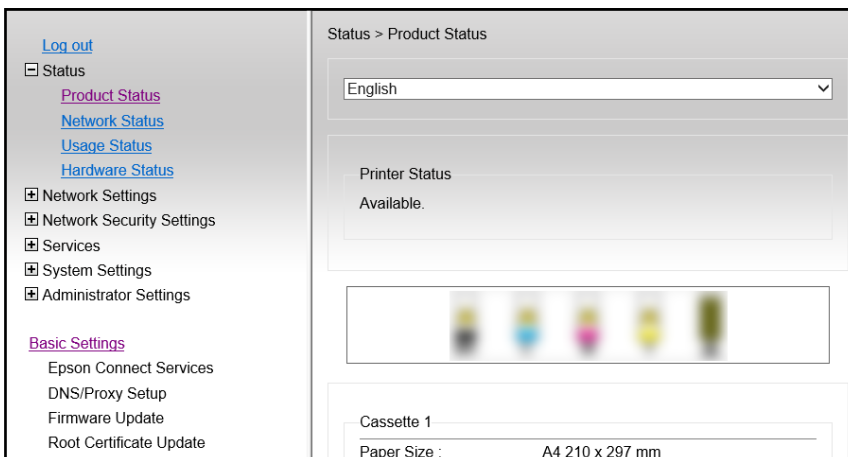 Log out
Status
Product Status
Network Status
Usage Status
Hardware Status
Network Settings
Network Security Settings
Services
System Settings
Administrator Settings
Basic Settings
Epson Connect Services
DNS/Proxy Setup
Firmware Update
Root Certificate Update
Status > Product Status
English
Printer Status
Available.
Cassette 1
Paper Size : A4 210 x 297 mm